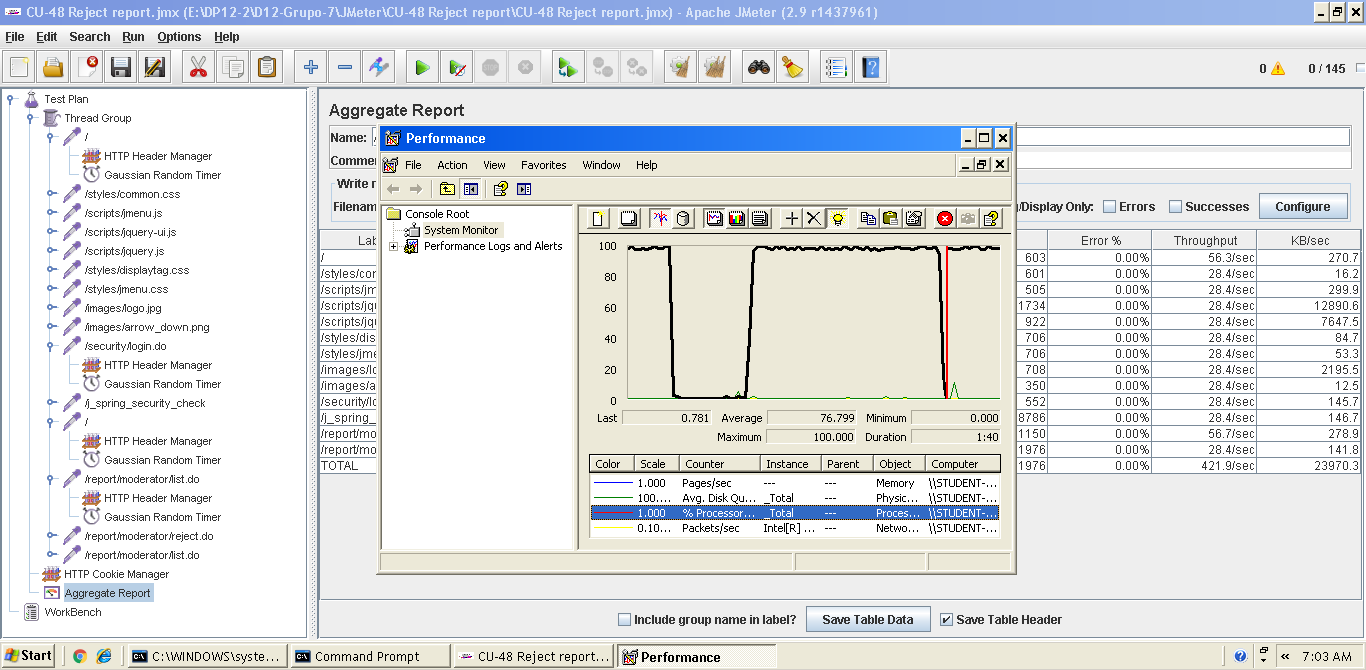 CU-48 Reject report.jmx (E:\DP12-2\D12-Grupo-7\JMeter\CU-48 Reject report\CU-48 Reject report.jmx) - Apache JMeter (2.9 r1437961)
File Edit Search Run Options Help
0 0 / 145
Test Plan
Thread Group
/
HTTP Header Manager
Gaussian Random Timer
/styles/common.css
/scripts/jmenu.js
/scripts/jquery-ui.js
/scripts/jquery.js
/styles/displaytag.css
/styles/jmenu.css
/images/logo.jpg
/images/arrow_down.png
/security/login.do
HTTP Header Manager
Gaussian Random Timer
/j_spring_security_check
/
HTTP Header Manager
Gaussian Random Timer
/report/moderator/list.do
HTTP Header Manager
Gaussian Random Timer
/report/moderator/reject.do
/report/moderator/list.do
HTTP Cookie Manager
Aggregate Report
WorkBench
Aggregate Report
Name:
Comme
Write r
Filenam
/Display Only: Errors Successes Configure
Lab Error % Throughput KB/sec
/ 603 0.00% 56.3/sec 270.7
/styles/cor 601 0.00% 28.4/sec 16.2
/scripts/jm 505 0.00% 28.4/sec 299.9
/scripts/jqu 1734 0.00% 28.4/sec 12890.6
/scripts/jqu 922 0.00% 28.4/sec 7647.5
/styles/dis 706 0.00% 28.4/sec 84.7
/styles/jme 706 0.00% 28.4/sec 53.3
/images/lo 708 0.00% 28.4/sec 2195.5
/images/a 350 0.00% 28.4/sec 12.5
/security/lo 552 0.00% 28.4/sec 145.7
/j_spring_ 8786 0.00% 28.4/sec 146.7
/report/mo 1150 0.00% 56.7/sec 278.9
/report/mo 1976 0.00% 28.4/sec 141.8
TOTAL 1976 0.00% 421.9/sec 23970.3
Performance
File Action View Favorites Window Help
Console Root
System Monitor
Performance Logs and Alerts
100
80
60
40
20
0
Last 0.781 Average 76.799 Minimum 0.000
Maximum 100.000 Duration 1:40
Color Scale Counter Instance Parent Object Computer
1.000 Pages/sec --- --- Memory \\STUDENT-...
100.... Avg. Disk Qu... _Total --- Physic... \\STUDENT-...
1.000 % Processor... _Total --- Proces... \\STUDENT-...
0.10... Packets/sec Intel[R] ... --- Netwo... \\STUDENT-...
Include group name in label? Save Table Data Save Table Header
Start C:\WINDOWS\syste... Command Prompt CU-48 Reject report... Performance 7:03 AM